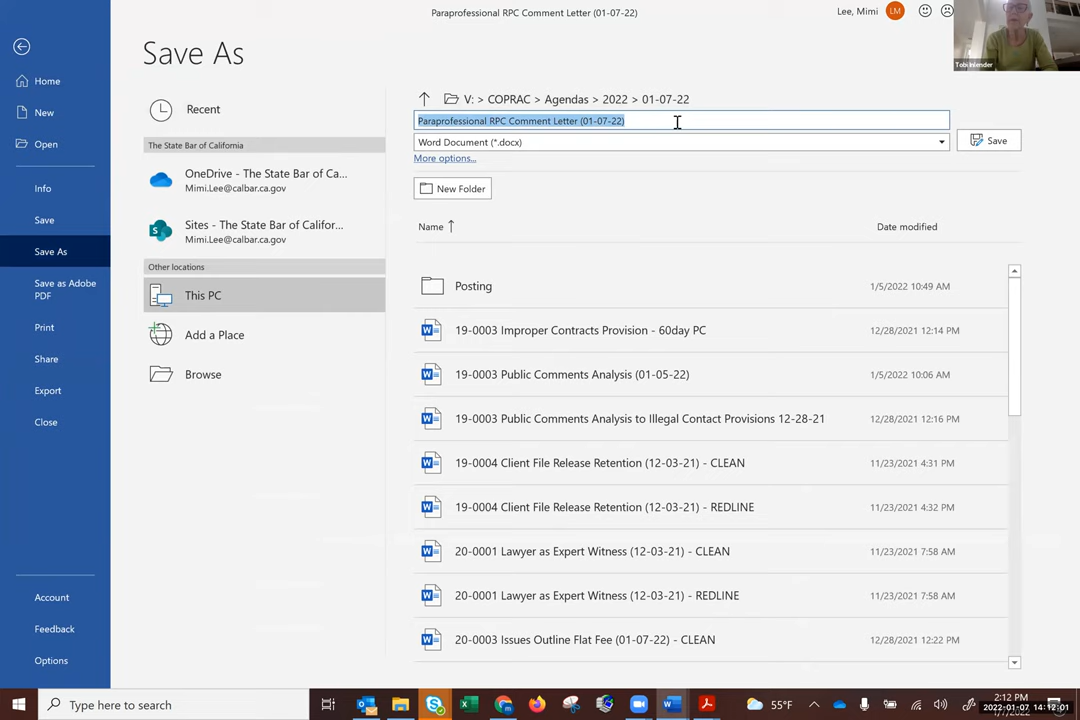 Paraprofessional RPC Comment Letter (01-07-22)
Lee, Mimi
LM
Tobi Inlender
Save As
Home
New
Open
Info
Save
Save As
Save as Adobe
PDF
Print
Share
Export
Close
Account
Feedback
Options
Recent
The State Bar of California
OneDrive - The State Bar of Ca...
Mimi.Lee@calbar.ca.gov
Sites - The State Bar of Califor...
Mimi.Lee@calbar.ca.gov
Other locations
This PC
Add a Place
Browse
V: > COPRAC > Agendas > 2022 > 01-07-22
Paraprofessional RPC Comment Letter (01-07-22)
Word Document (*.docx)
Save
More options...
New Folder
Name Date modified
Posting 1/5/2022 10:49 AM
19-0003 Improper Contracts Provision - 60day PC 12/28/2021 12:14 PM
19-0003 Public Comments Analysis (01-05-22) 1/5/2022 10:06 AM
19-0003 Public Comments Analysis to Illegal Contact Provisions 12-28-21 12/28/2021 12:16 PM
19-0004 Client File Release Retention (12-03-21) - CLEAN 11/23/2021 4:31 PM
19-0004 Client File Release Retention (12-03-21) - REDLINE 11/23/2021 4:32 PM
20-0001 Lawyer as Expert Witness (12-03-21) - CLEAN 11/23/2021 7:58 AM
20-0001 Lawyer as Expert Witness (12-03-21) - REDLINE 11/23/2021 7:58 AM
20-0003 Issues Outline Flat Fee (01-07-22) - CLEAN 12/28/2021 12:22 PM
Type here to search
55°F
2:12 PM
2022-01-07 14:12:01